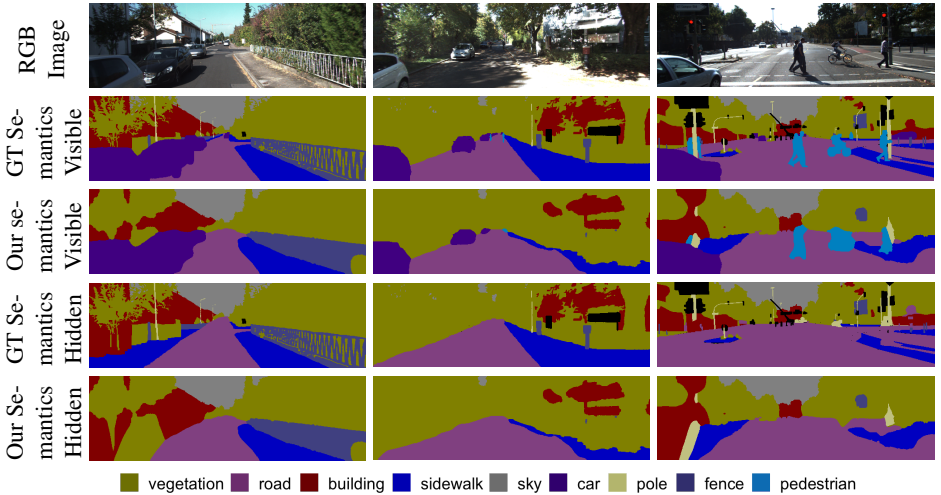 RGB
Image
GT Se-
mantics
Visible
Our se-
mantics
Visible
GT Se-
mantics
Hidden
Our Se-
mantics
Hidden
vegetation road building sidewalk sky car pole fence pedestrian